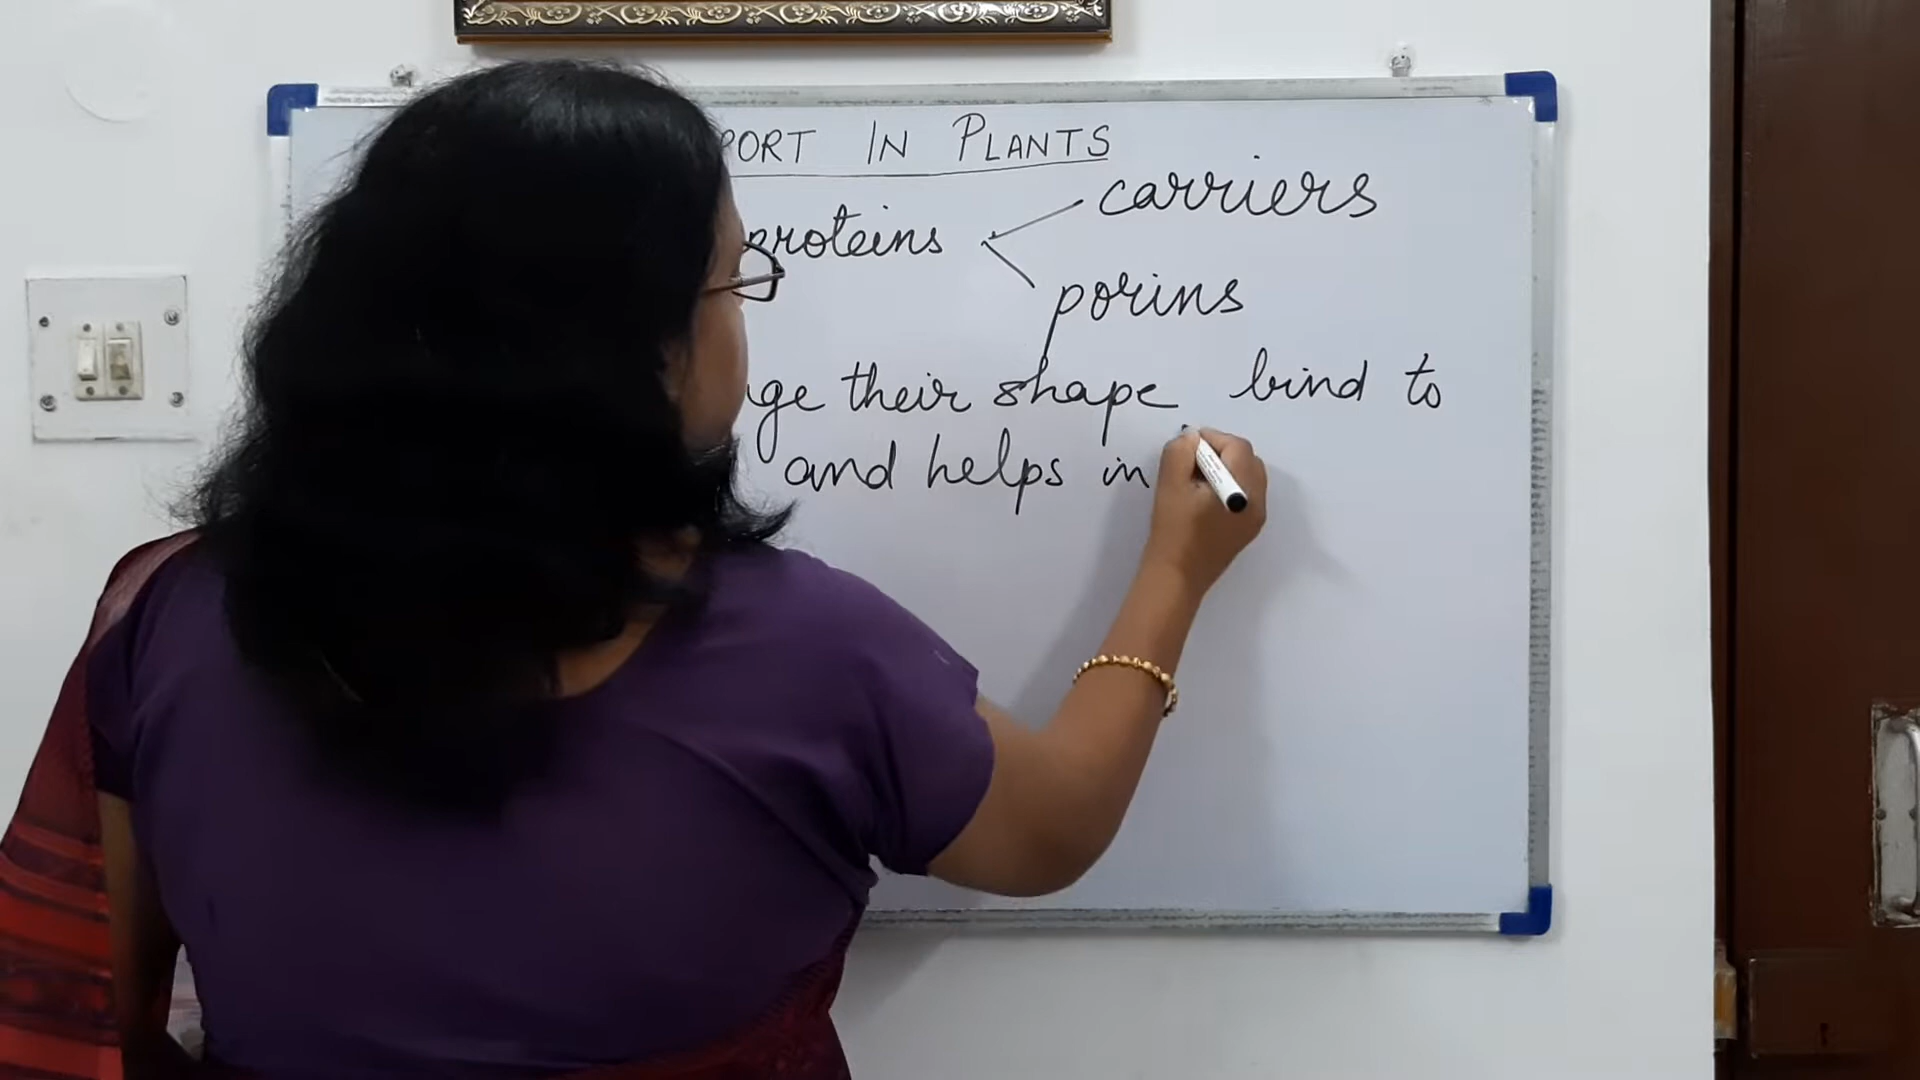 PORT IN PLANTS
proteins
carriers
porins
ge their shape bind to
and helps in